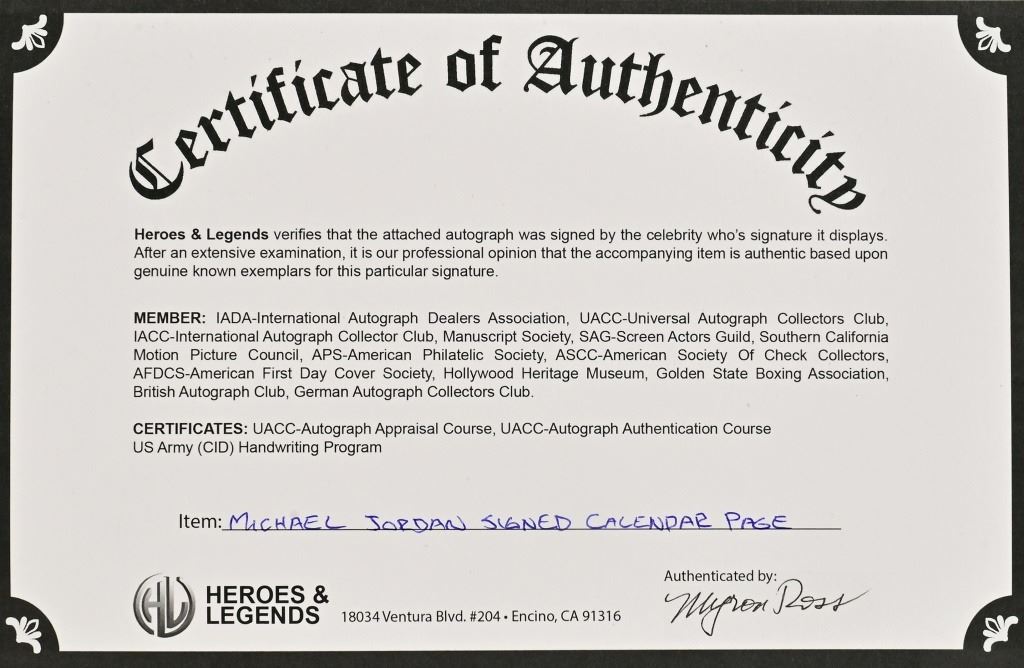 Certificate of Authenticity
Heroes & Legends verifies that the attached autograph was signed by the celebrity who's signature it displays.
After an extensive examination, it is our professional opinion that the accompanying item is authentic based upon
genuine known exemplars for this particular signature.
MEMBER: IADA-International Autograph Dealers Association, UACC-Universal Autograph Collectors Club,
IACC-International Autograph Collector Club, Manuscript Society, SAG-Screen Actors Guild, Southern California
Motion Picture Council, APS-American Philatelic Society, ASCC-American Society Of Check Collectors,
AFDCS-American First Day Cover Society, Hollywood Heritage Museum, Golden State Boxing Association,
British Autograph Club, German Autograph Collectors Club.
CERTIFICATES: UACC-Autograph Appraisal Course, UACC-Autograph Authentication Course
US Army (CID) Handwriting Program
Item: MICHAEL JORDAN SIGNED CALENDAR PAGE
HL HEROES &
LEGENDS
18034 Ventura Blvd. #204 • Encino, CA 91316
Authenticated by:
Myron Ross